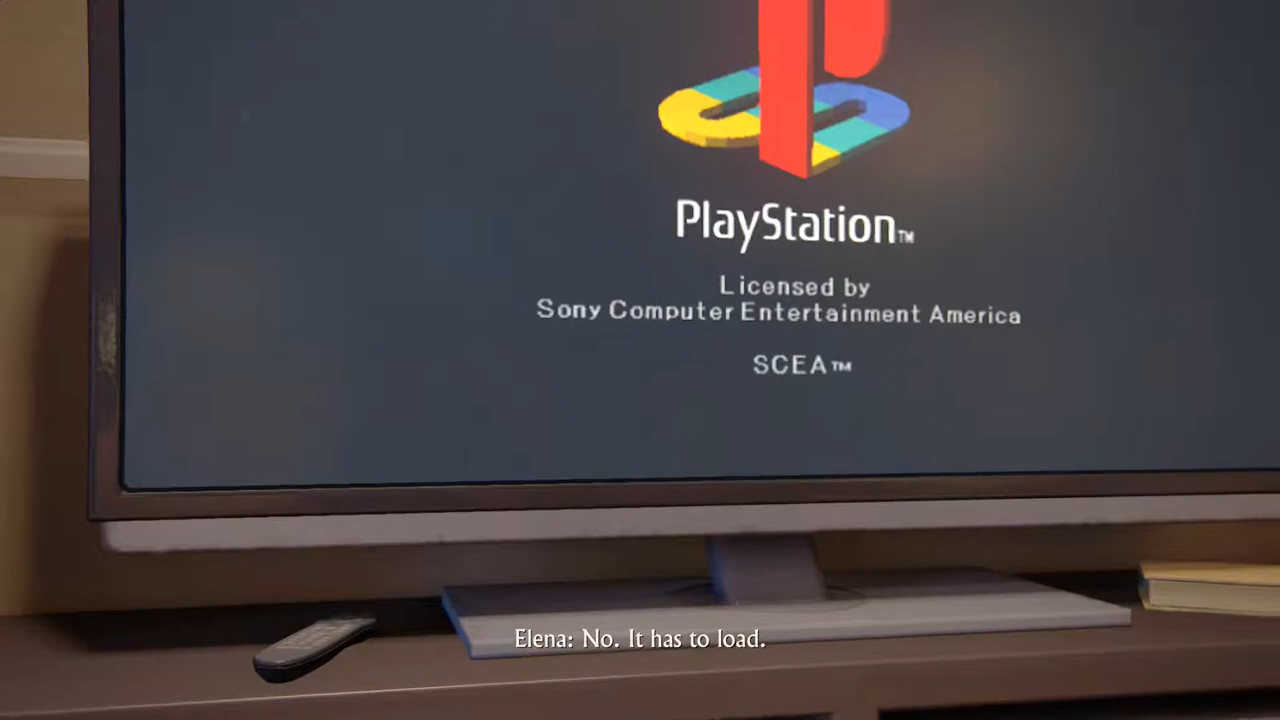 PlayStation™
Licensed by
Sony Computer Entertainment America
SCEA™
Elena: No. It has to load.